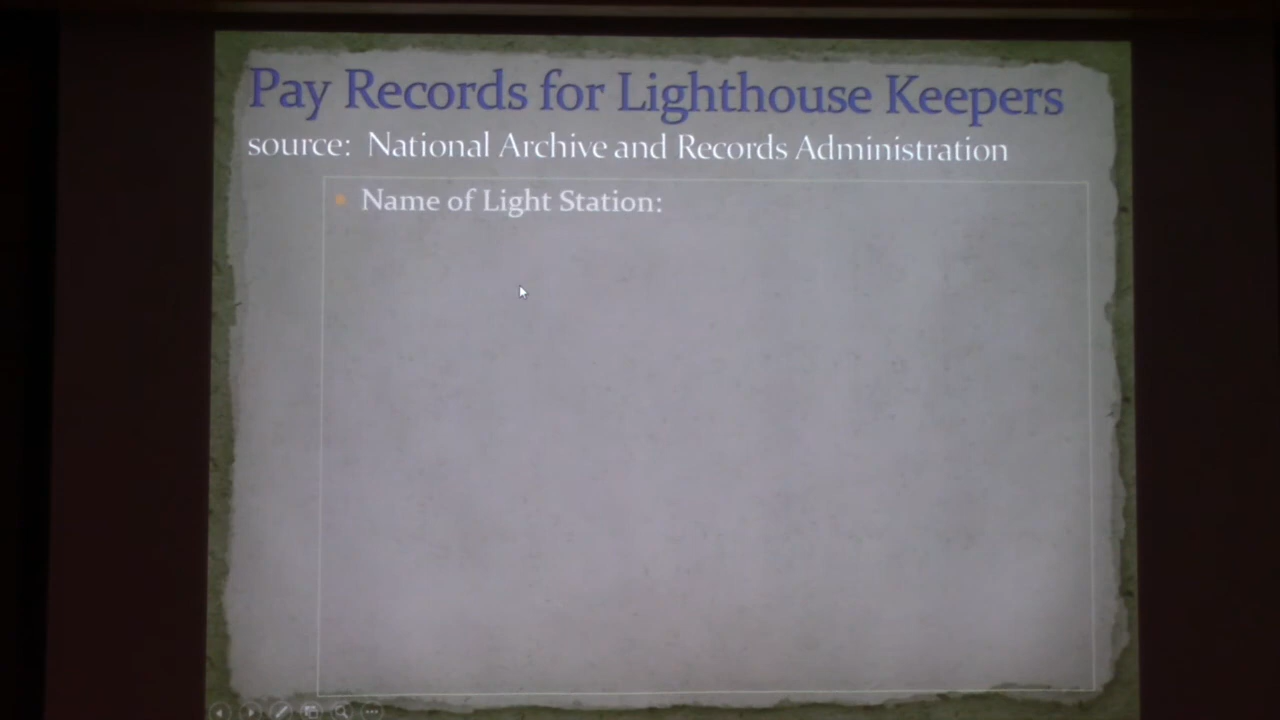 Pay Records for Lighthouse Keepers
source: National Archive and Records Administration
Name of Light Station: